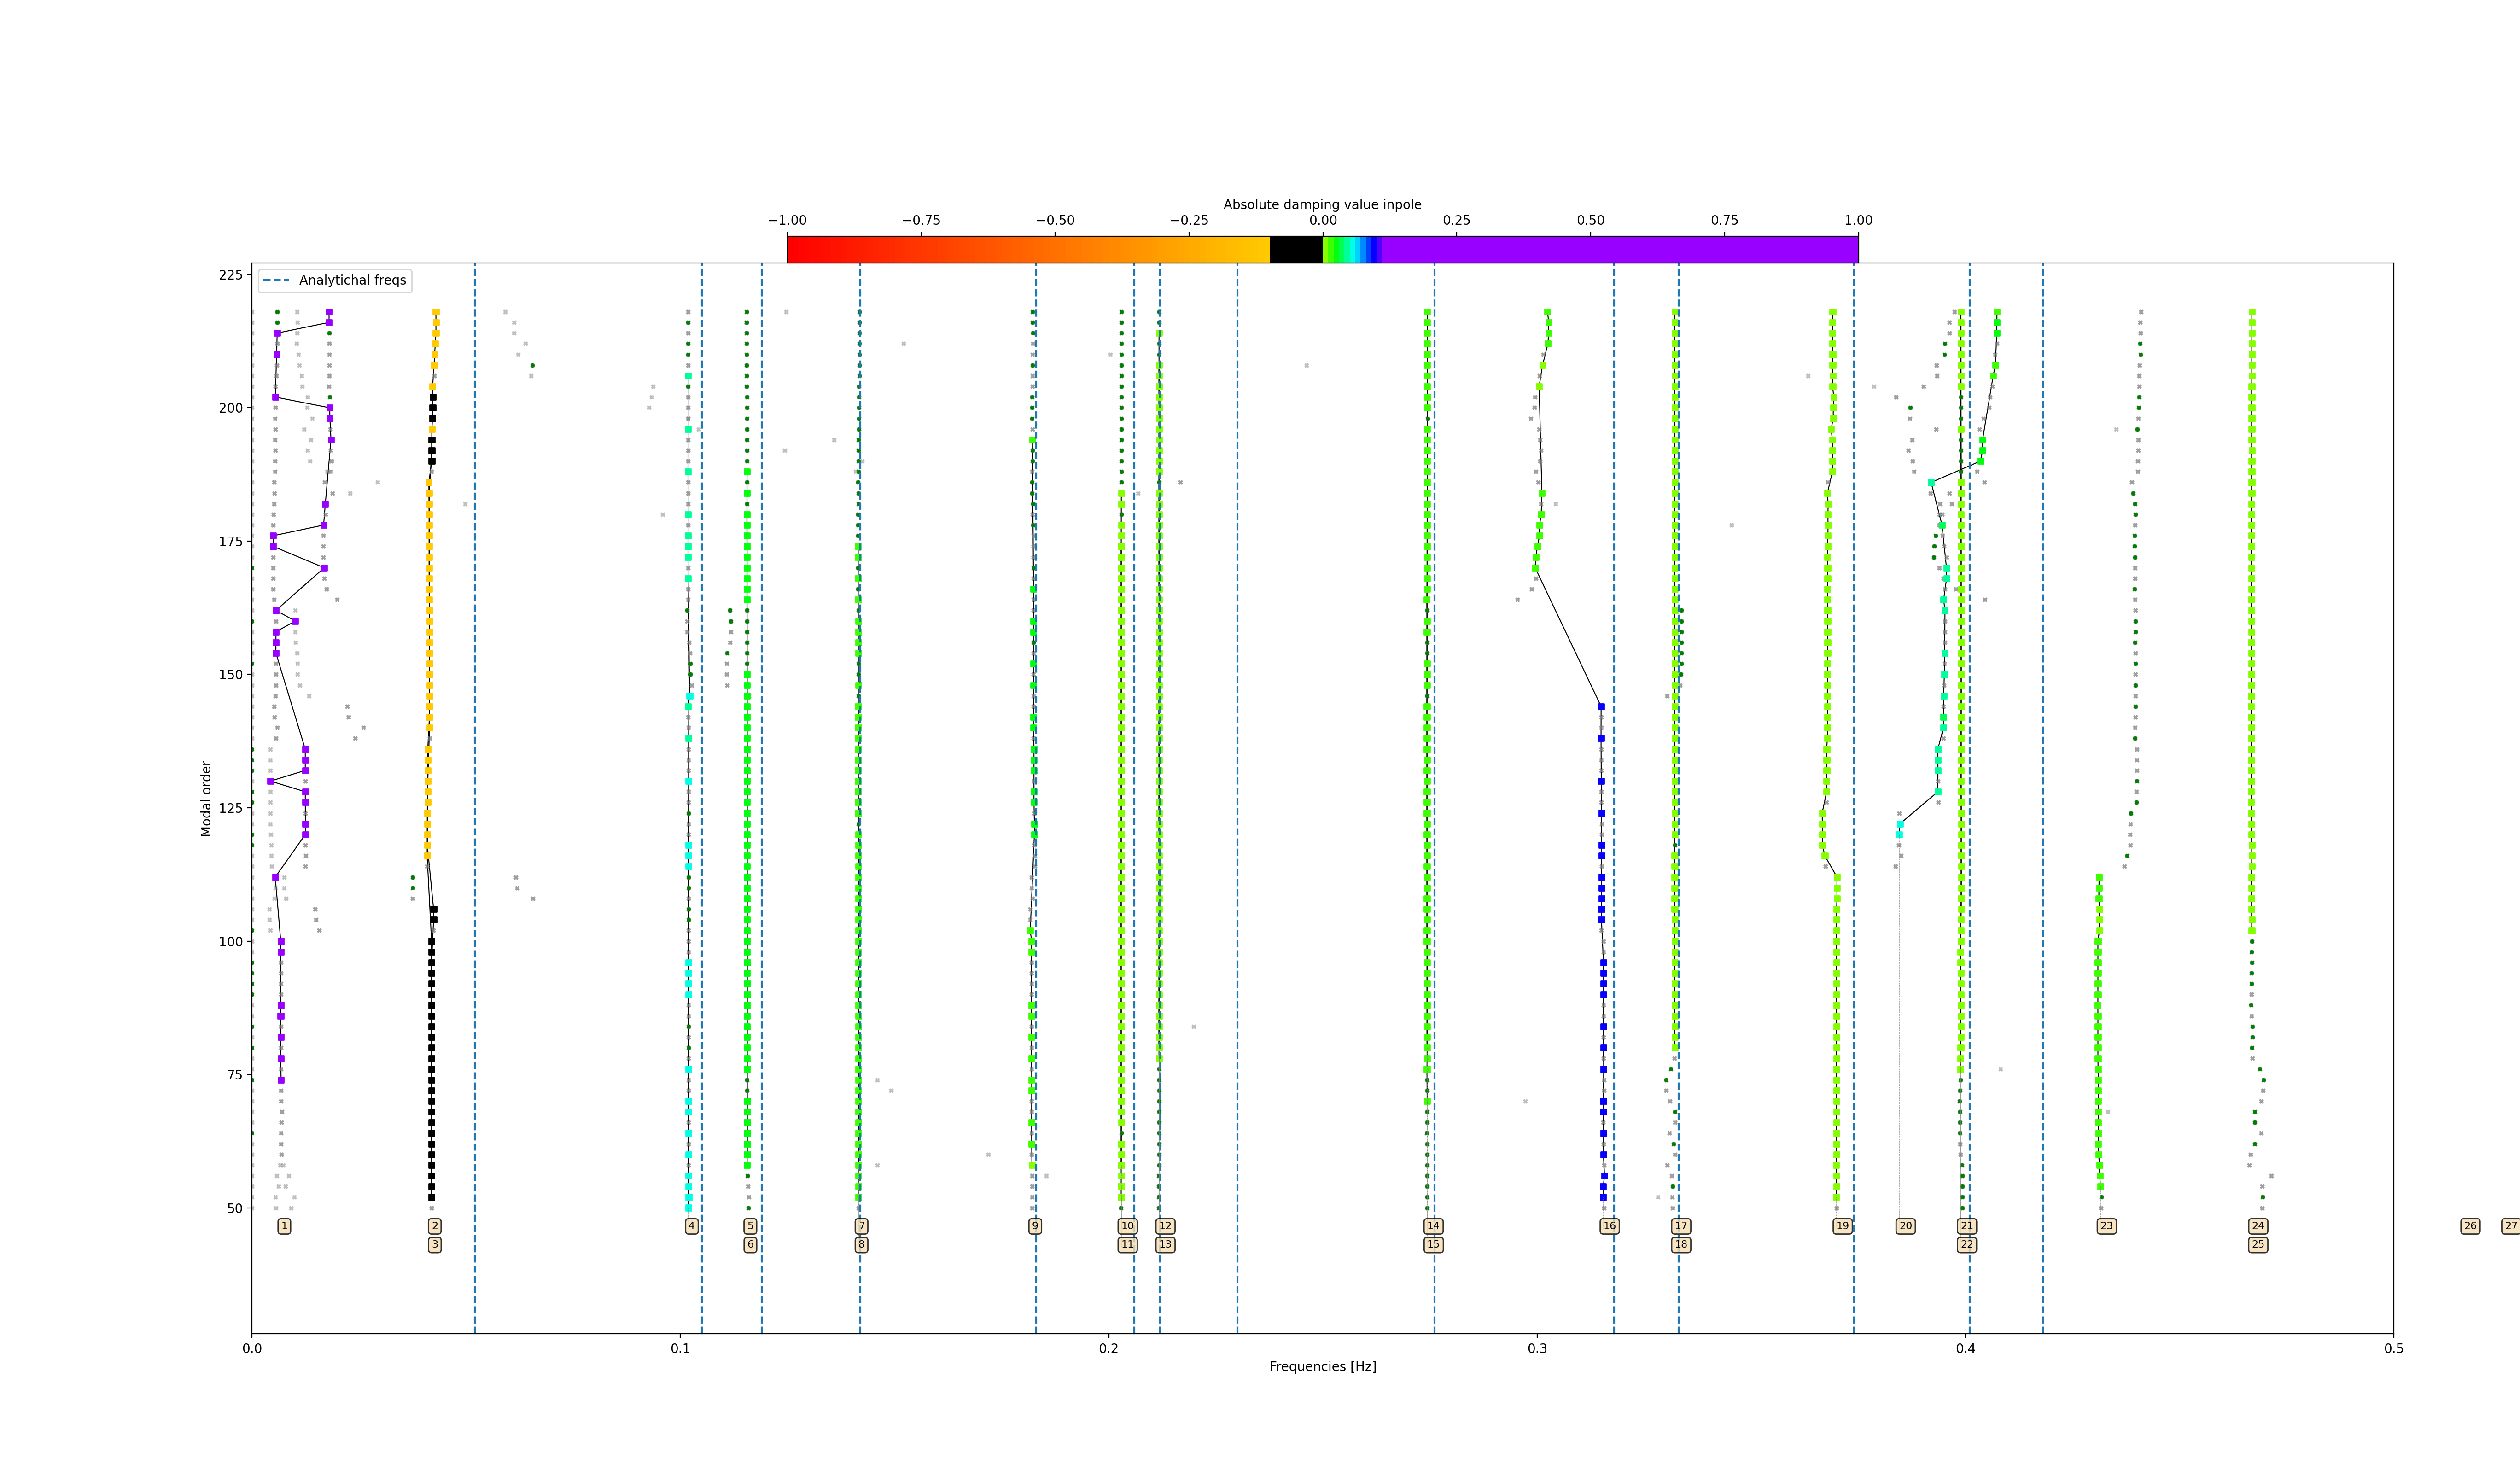 Absolute damping value inpole
−1.00 −0.75 −0.50 −0.25 0.00 0.25 0.50 0.75 1.00
Analytichal freqs
225
200
175
150
125
100
75
50
Modal order
1 2 4 5 7 9 10 12 14 16 17 19 20 21 23 24 26 27
3 6 8 11 13 15 18 22 25
0.0 0.1 0.2 0.3 0.4 0.5
Frequencies [Hz]